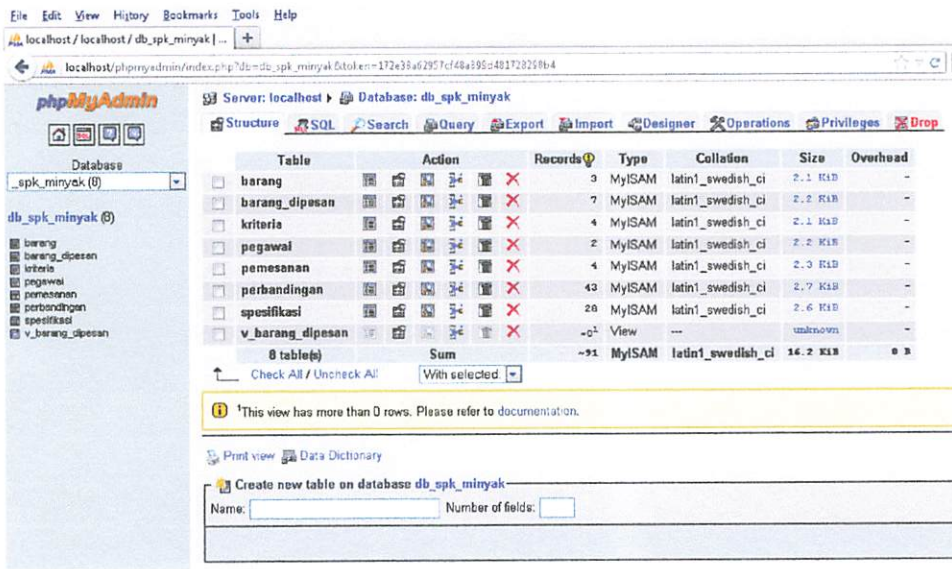 File Edit View History Bookmarks Tools Help
localhost / localhost / db_spk_minyak | ... +
localhost/phpmyadmin/index.php?db=db_spk_minyak&token=
phpMyAdmin
Database
_spk_minyak (8)
db_spk_minyak (8)
barang
barang_dipesan
kriteria
pegawai
pemesanan
perbandingan
spesifikasi
v_barang_dipesan
Server: localhost Database: db_spk_minyak
Structure SQL Search Query Export Import Designer Operations Privileges Drop
Table Action Records Type Collation Size Overhead
barang 3 MyISAM latin1_swedish_ci 2.1 KiB -
barang_dipesan 7 MyISAM latin1_swedish_ci 2.2 KiB -
kriteria 4 MyISAM latin1_swedish_ci 2.1 KiB -
pegawai 2 MyISAM latin1_swedish_ci 2.2 KiB -
pemesanan 4 MyISAM latin1_swedish_ci 2.3 KiB -
perbandingan 43 MyISAM latin1_swedish_ci 2.7 KiB -
spesifikasi 28 MyISAM latin1_swedish_ci 2.6 KiB -
v_barang_dipesan ~0¹ View --- unknown -
8 table(s) Sum ~91 MyISAM latin1_swedish_ci 16.2 KiB 0 B
Check All / Uncheck All With selected:
¹This view has more than 0 rows. Please refer to documentation.
Print view Data Dictionary
Create new table on database db_spk_minyak
Name: Number of fields: